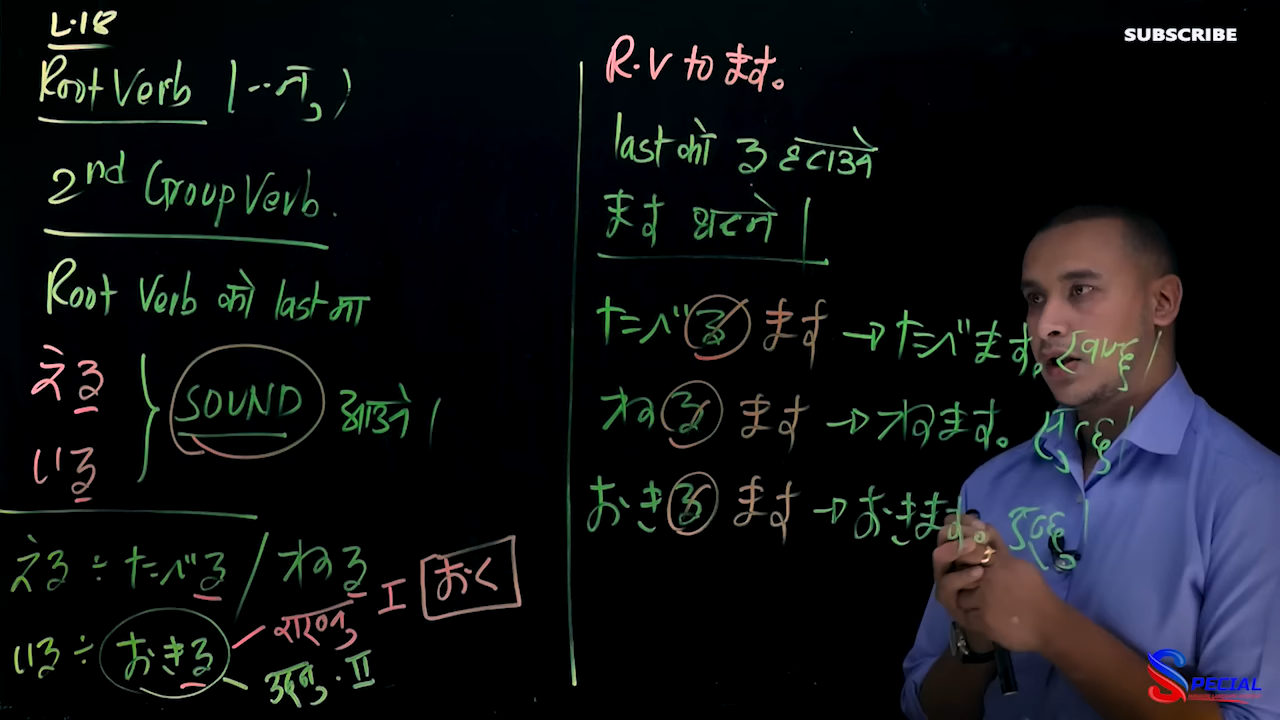 L.18
Root Verb (...नु)
2nd Group Verb.
Root Verb को last मा
える
いる
SOUND आउने।
える ÷ たべる / ねる
いる ÷ おきる
राख्नु I おく
उठ्नु . II
R.V to ます。
last को る हटाउने
ます थप्ने।
たべる ます → たべます。
ねる ます → ねます。
おきる ます → おきます。
SUBSCRIBE
SPECIAL